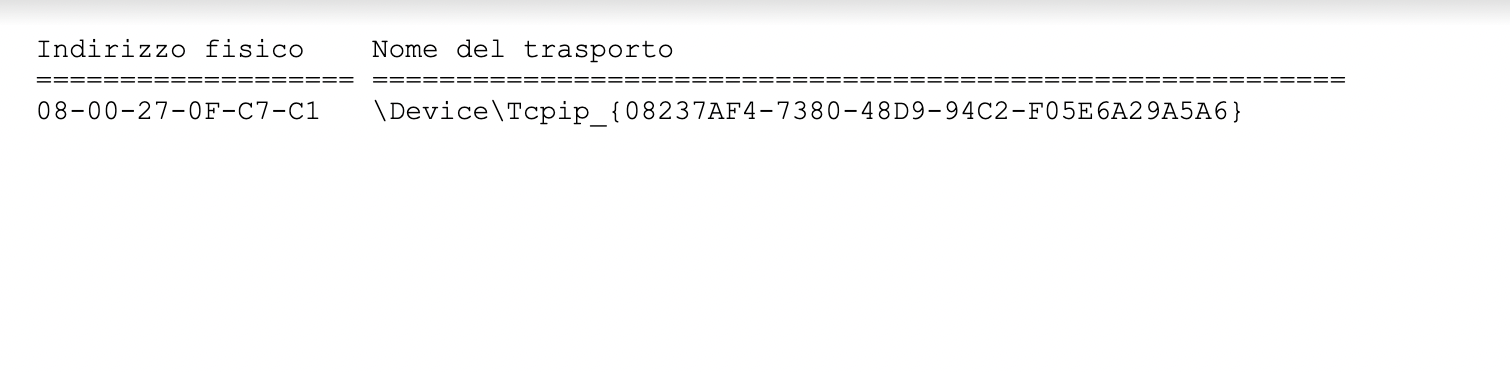 Indirizzo fisico    Nome del trasporto
=================== ==========================================================
08-00-27-0F-C7-C1   \Device\Tcpip_{08237AF4-7380-48D9-94C2-F05E6A29A5A6}